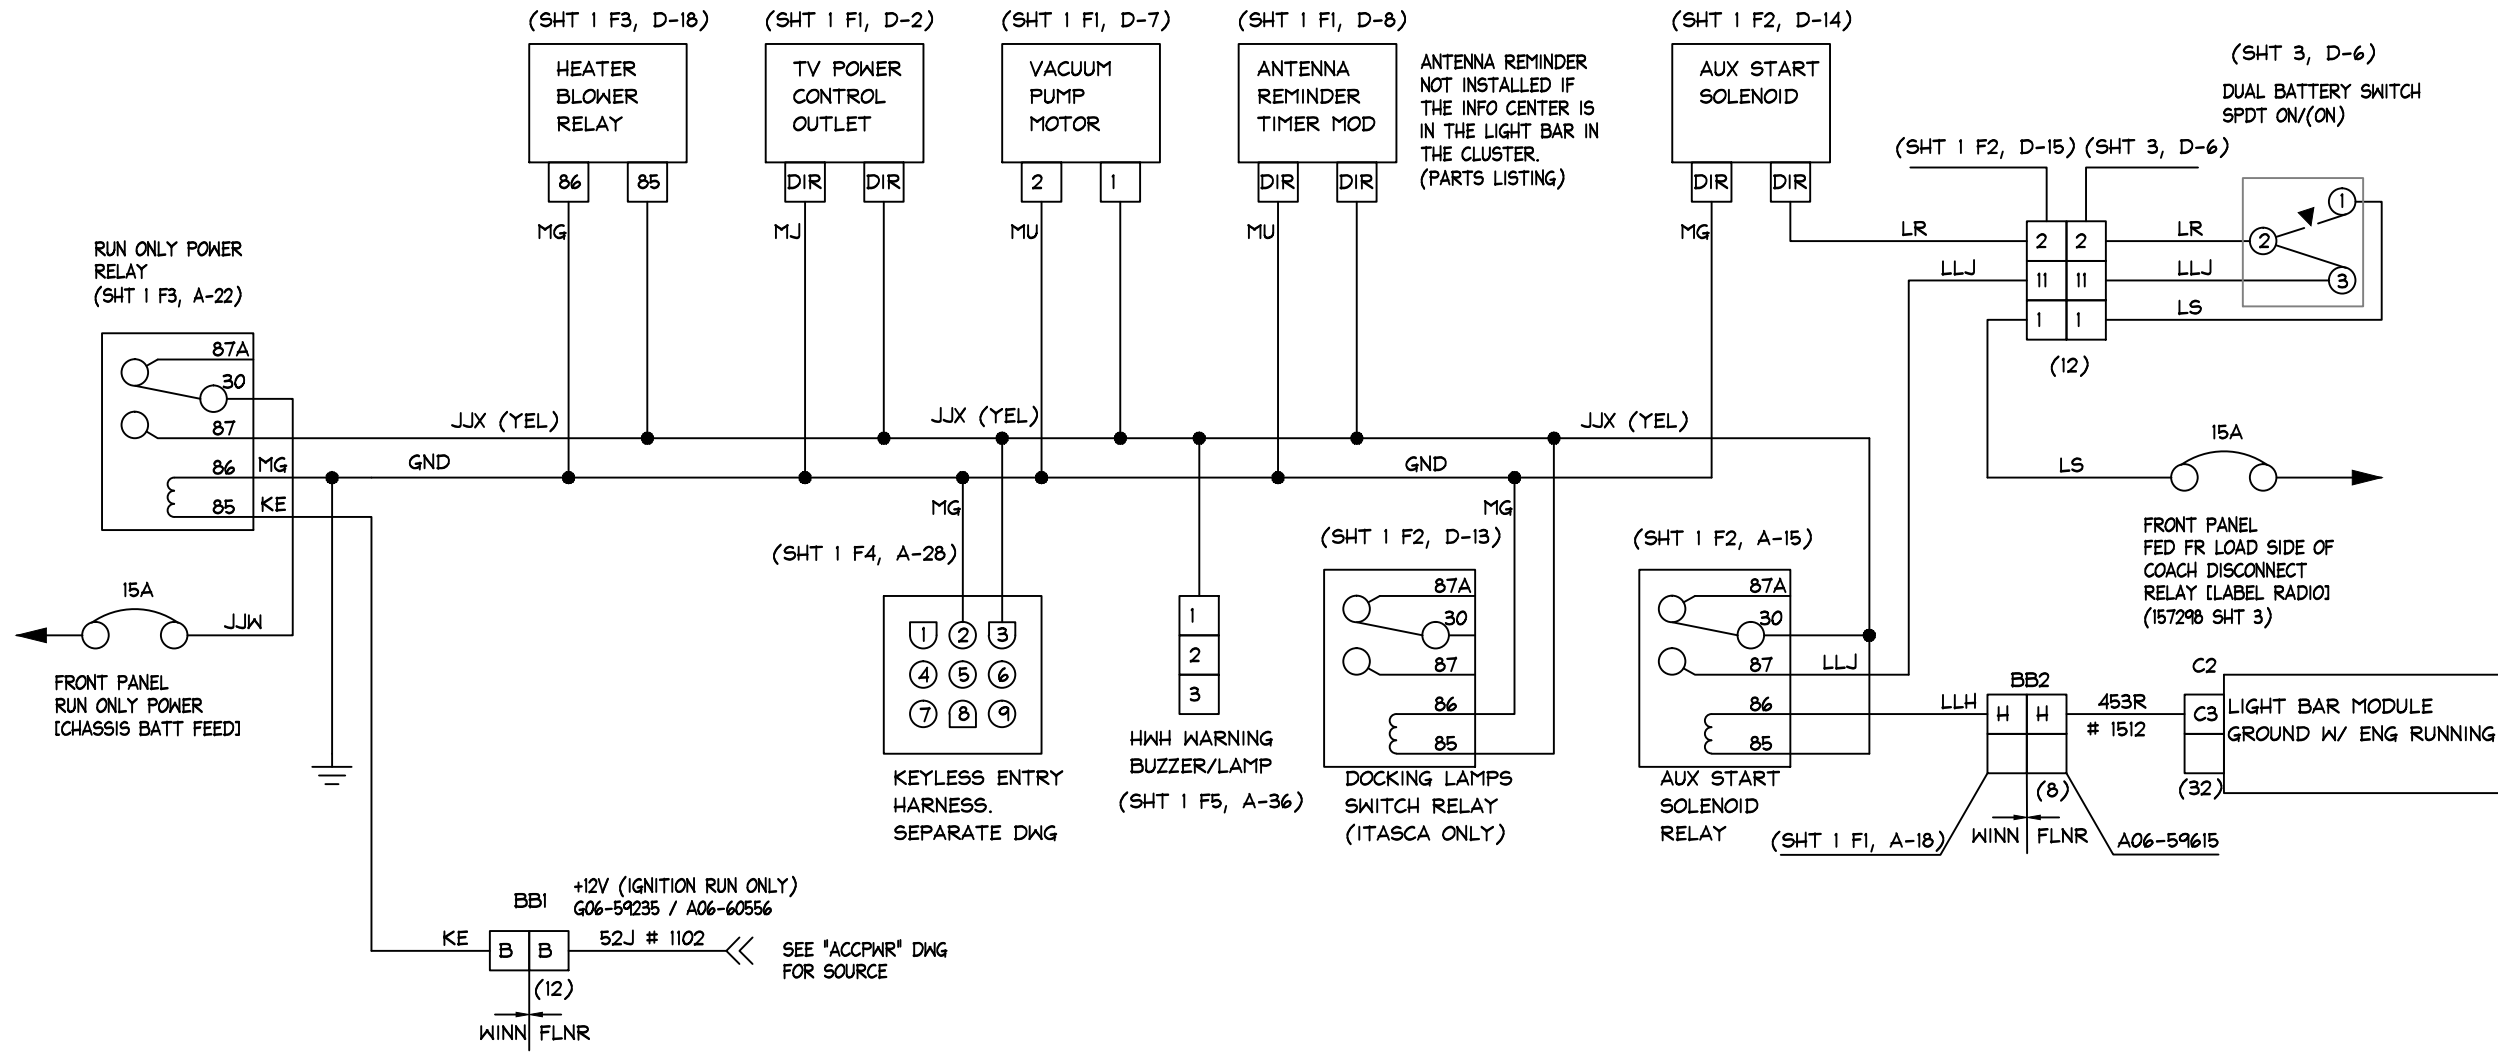 (SHT 1 F3, D-18)
HEATER
BLOWER
RELAY
86
85
MG
(SHT 1 F1, D-2)
TV POWER
CONTROL
OUTLET
DIR
DIR
MJ
(SHT 1 F1, D-7)
VACUUM
PUMP
MOTOR
2
1
MU
(SHT 1 F1, D-8)
ANTENNA
REMINDER
TIMER MOD
DIR
DIR
MU
ANTENNA REMINDER
NOT INSTALLED IF
THE INFO CENTER IS
IN THE LIGHT BAR IN
THE CLUSTER.
(PARTS LISTING)
(SHT 1 F2, D-14)
AUX START
SOLENOID
DIR
DIR
MG
(SHT 3, D-6)
DUAL BATTERY SWITCH
SPDT ON/(ON)
(SHT 1 F2, D-15)
(SHT 3, D-6)
LR
2
2
LR
2
1
3
LLJ
11
11
LLJ
1
1
LS
(12)
RUN ONLY POWER
RELAY
(SHT 1 F3, A-22)
87A
30
87
86
MG
85
KE
JJX (YEL)
JJX (YEL)
JJX (YEL)
GND
GND
15A
LS
FRONT PANEL
FED FR LOAD SIDE OF
COACH DISCONNECT
RELAY [LABEL RADIO]
(157298 SHT 3)
15A
JJW
FRONT PANEL
RUN ONLY POWER
[CHASSIS BATT FEED]
MG
(SHT 1 F4, A-28)
1
2
3
4
5
6
7
8
9
KEYLESS ENTRY
HARNESS.
SEPARATE DWG
1
2
3
HWH WARNING
BUZZER/LAMP
(SHT 1 F5, A-36)
MG
(SHT 1 F2, D-13)
87A
30
87
86
85
DOCKING LAMPS
SWITCH RELAY
(ITASCA ONLY)
(SHT 1 F2, A-15)
87A
30
87
LLJ
86
85
AUX START
SOLENOID
RELAY
LLH
BB2
H
H
(8)
453R
# 1512
C2
C3
(32)
LIGHT BAR MODULE
GROUND W/ ENG RUNNING
(SHT 1 F1, A-18)
WINN
FLNR
A06-59615
KE
BB1
B
B
(12)
WINN
FLNR
+12V (IGNITION RUN ONLY)
G06-59235 / A06-60556
52J # 1102
SEE "ACCPWR" DWG
FOR SOURCE